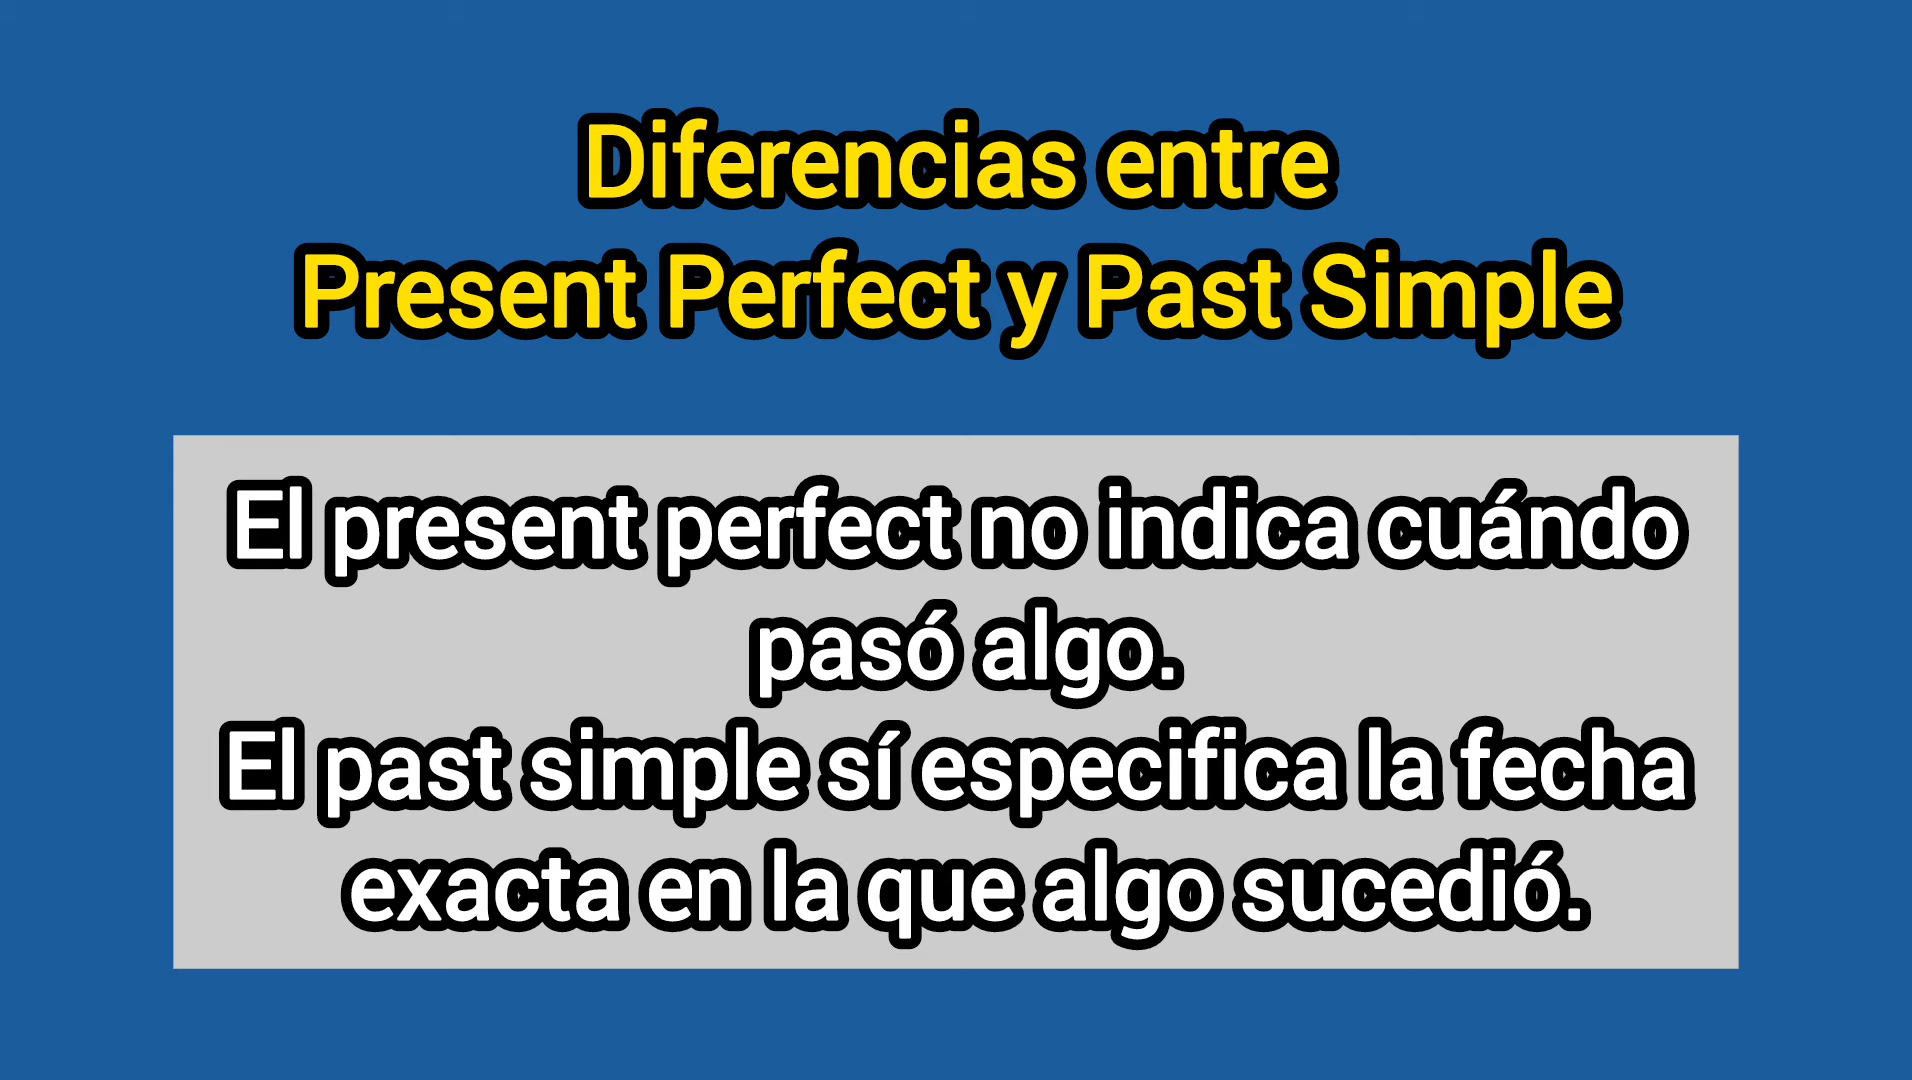 Diferencias entre
Present Perfect y Past Simple
El present perfect no indica cuándo
pasó algo.
El past simple sí especifica la fecha
exacta en la que algo sucedió.